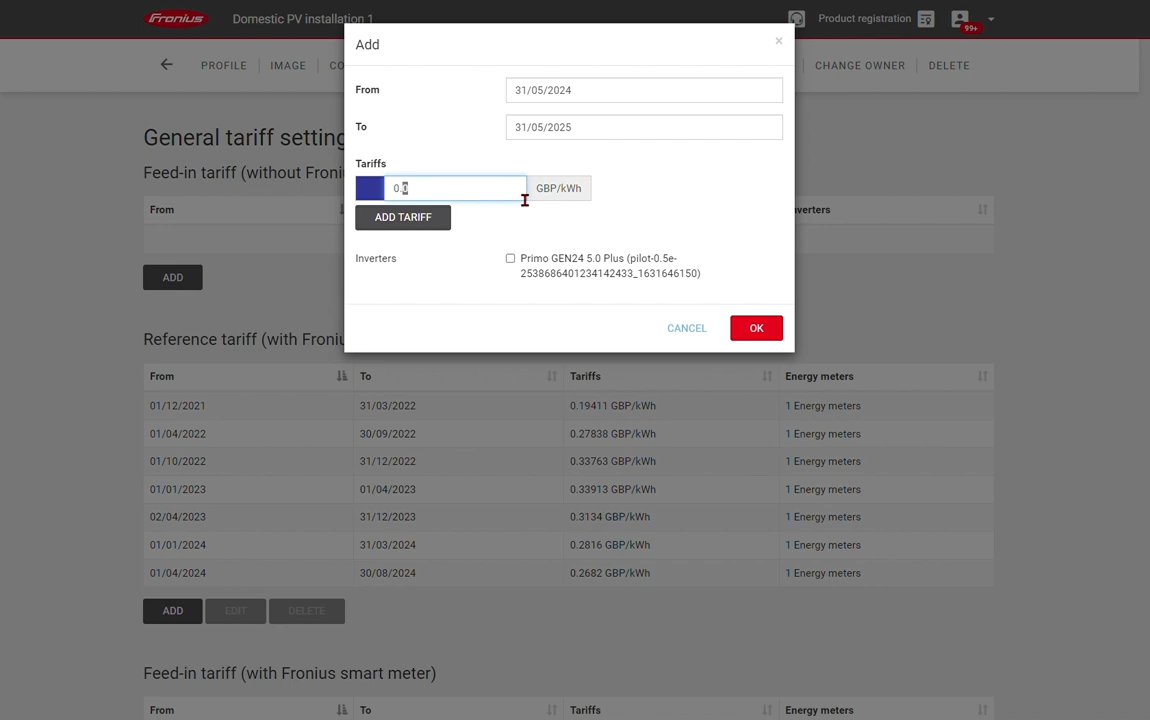 Fronius
Domestic PV installation 1
Product registration
99+
PROFILE
IMAGE
CO
CHANGE OWNER
DELETE
General tariff setting
Feed-in tariff (without Fronius
From
nverters
ADD
Add
×
From
31/05/2024
To
31/05/2025
Tariffs
0.0
GBP/kWh
ADD TARIFF
Inverters
Primo GEN24 5.0 Plus (pilot-0.5e-
2538686401234142433_1631646150)
CANCEL
OK
Reference tariff (with Froniu
From To Tariffs Energy meters
01/12/2021 31/03/2022 0.19411 GBP/kWh 1 Energy meters
01/04/2022 30/09/2022 0.27838 GBP/kWh 1 Energy meters
01/10/2022 31/12/2022 0.33763 GBP/kWh 1 Energy meters
01/01/2023 01/04/2023 0.33913 GBP/kWh 1 Energy meters
02/04/2023 31/12/2023 0.3134 GBP/kWh 1 Energy meters
01/01/2024 31/03/2024 0.2816 GBP/kWh 1 Energy meters
01/04/2024 30/08/2024 0.2682 GBP/kWh 1 Energy meters
ADD
EDIT
DELETE
Feed-in tariff (with Fronius smart meter)
From To Tariffs Energy meters